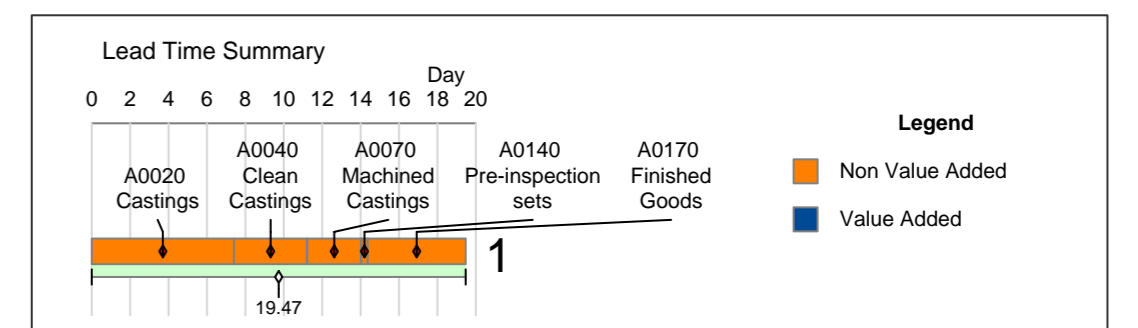 Lead Time Summary
Day
0 2 4 6 8 10 12 14 16 18 20
A0020
Castings
A0040
Clean
Castings
A0070
Machined
Castings
A0140
Pre-inspection
sets
A0170
Finished
Goods
1
19.47
Legend
Non Value Added
Value Added